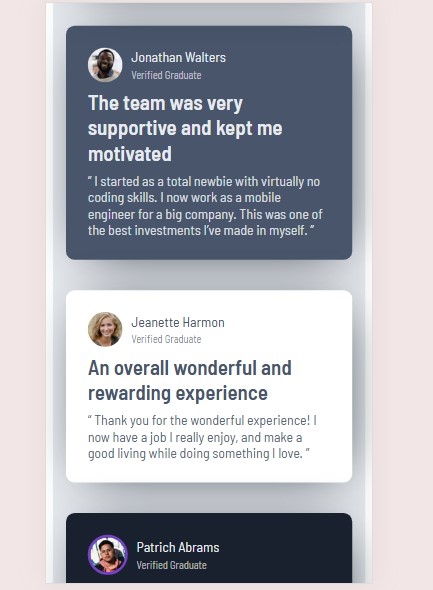 Jonathan Walters
Verified Graduate
The team was very
supportive and kept me
motivated
“ I started as a total newbie with virtually no
coding skills. I now work as a mobile
engineer for a big company. This was one of
the best investments I’ve made in myself. ”
Jeanette Harmon
Verified Graduate
An overall wonderful and
rewarding experience
“ Thank you for the wonderful experience! I
now have a job I really enjoy, and make a
good living while doing something I love. ”
Patrich Abrams
Verified Graduate